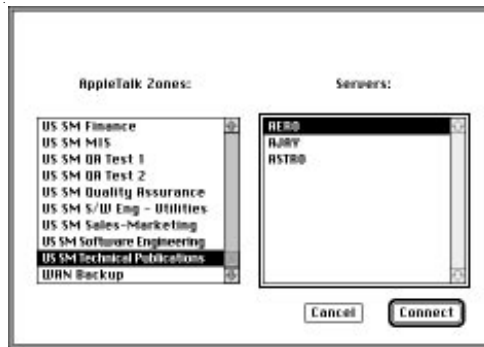 AppleTalk Zones:
Servers:
US SM Finance
US SM MIS
US SM QA Test 1
US SM QA Test 2
US SM Quality Assurance
US SM S/W Eng - Utilities
US SM Sales-Marketing
US SM Software Engineering
US SM Technical Publications
WAN Backup
AERO
AJAY
ASTRO
Cancel
Connect